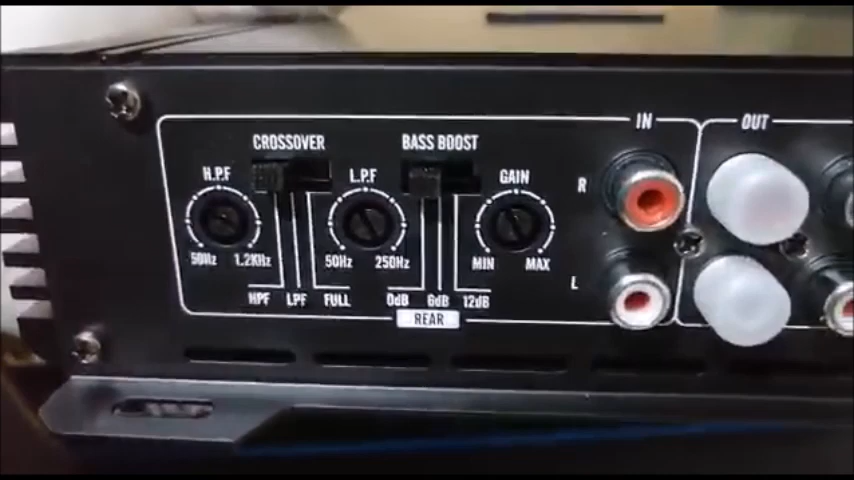 IN
OUT
CROSSOVER
BASS BOOST
H.P.F
L.P.F
GAIN
R
50Hz
1.2KHz
50Hz
250Hz
MIN
MAX
L
HPF
LPF
FULL
0dB
6dB
12dB
REAR